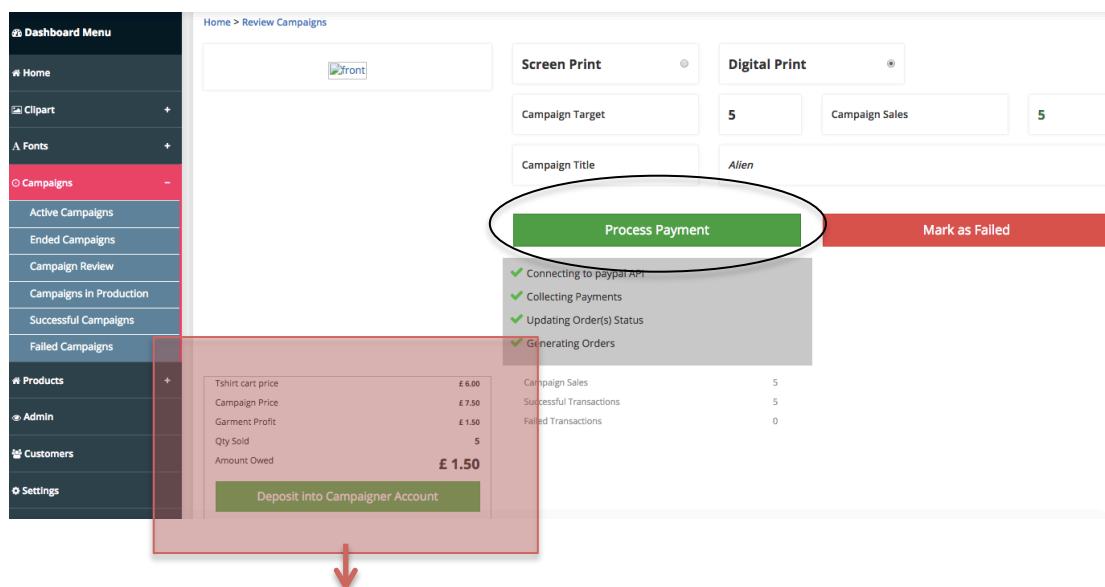 Dashboard Menu
Home
Clipart +
A Fonts +
Campaigns −
Active Campaigns
Ended Campaigns
Campaign Review
Campaigns in Production
Successful Campaigns
Failed Campaigns
Products +
Admin
Customers
Settings
Home > Review Campaigns
front
Screen Print
Digital Print
Campaign Target 5 Campaign Sales 5
Campaign Title Alien
Process Payment Mark as Failed
Connecting to paypal API
Collecting Payments
Updating Order(s) Status
Generating Orders
Campaign Sales 5
Successful Transactions 5
Failed Transactions 0
Tshirt cart price £ 6.00
Campaign Price £ 7.50
Garment Profit £ 1.50
Qty Sold 5
Amount Owed £ 1.50
Deposit into Campaigner Account